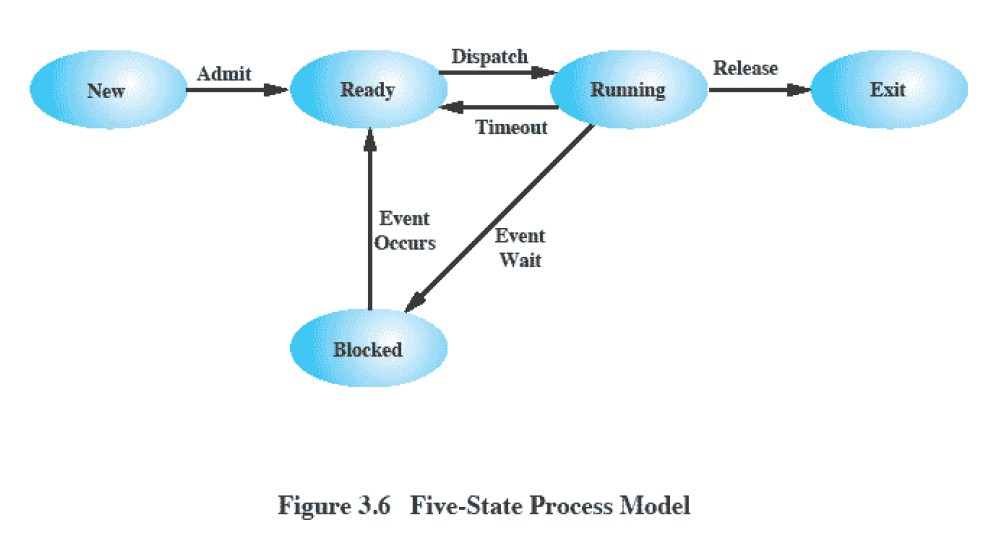 Dispatch
Admit
Release
New
Ready
Running
Exit
Timeout
Event
Occurs
Event
Wait
Blocked
Figure 3.6 Five-State Process Model